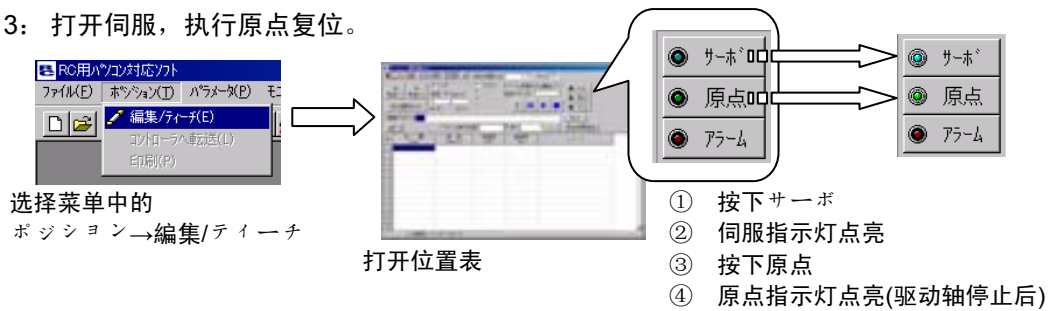 3： 打开伺服，执行原点复位。
RC用パソコン対応ソフト
ファイル(F) ポジション(T) パラメータ(P) モニ
編集/ティーチ(E)
コントローラへ転送(L)
印刷(P)
选择菜单中的
ポジション→編集/ティーチ
打开位置表
サーボ
原点
アラーム
サーボ
原点
アラーム
① 按下サーボ
② 伺服指示灯点亮
③ 按下原点
④ 原点指示灯点亮(驱动轴停止后)